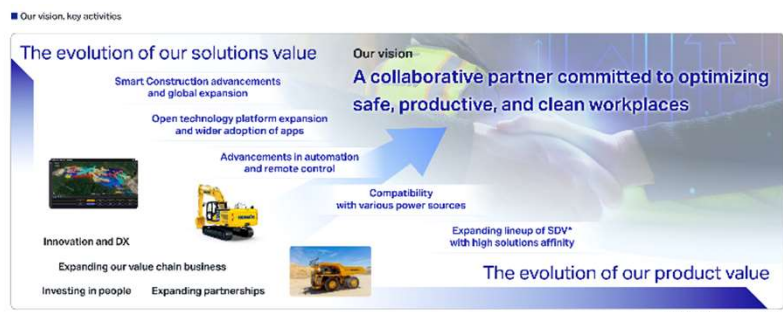 Our vision, key activities
The evolution of our solutions value
Our vision
A collaborative partner committed to optimizing
safe, productive, and clean workplaces
Smart Construction advancements
and global expansion
Open technology platform expansion
and wider adoption of apps
Advancements in automation
and remote control
Compatibility
with various power sources
Expanding lineup of SDV*
with high solutions affinity
Innovation and DX
Expanding our value chain business
Investing in people
Expanding partnerships
The evolution of our product value